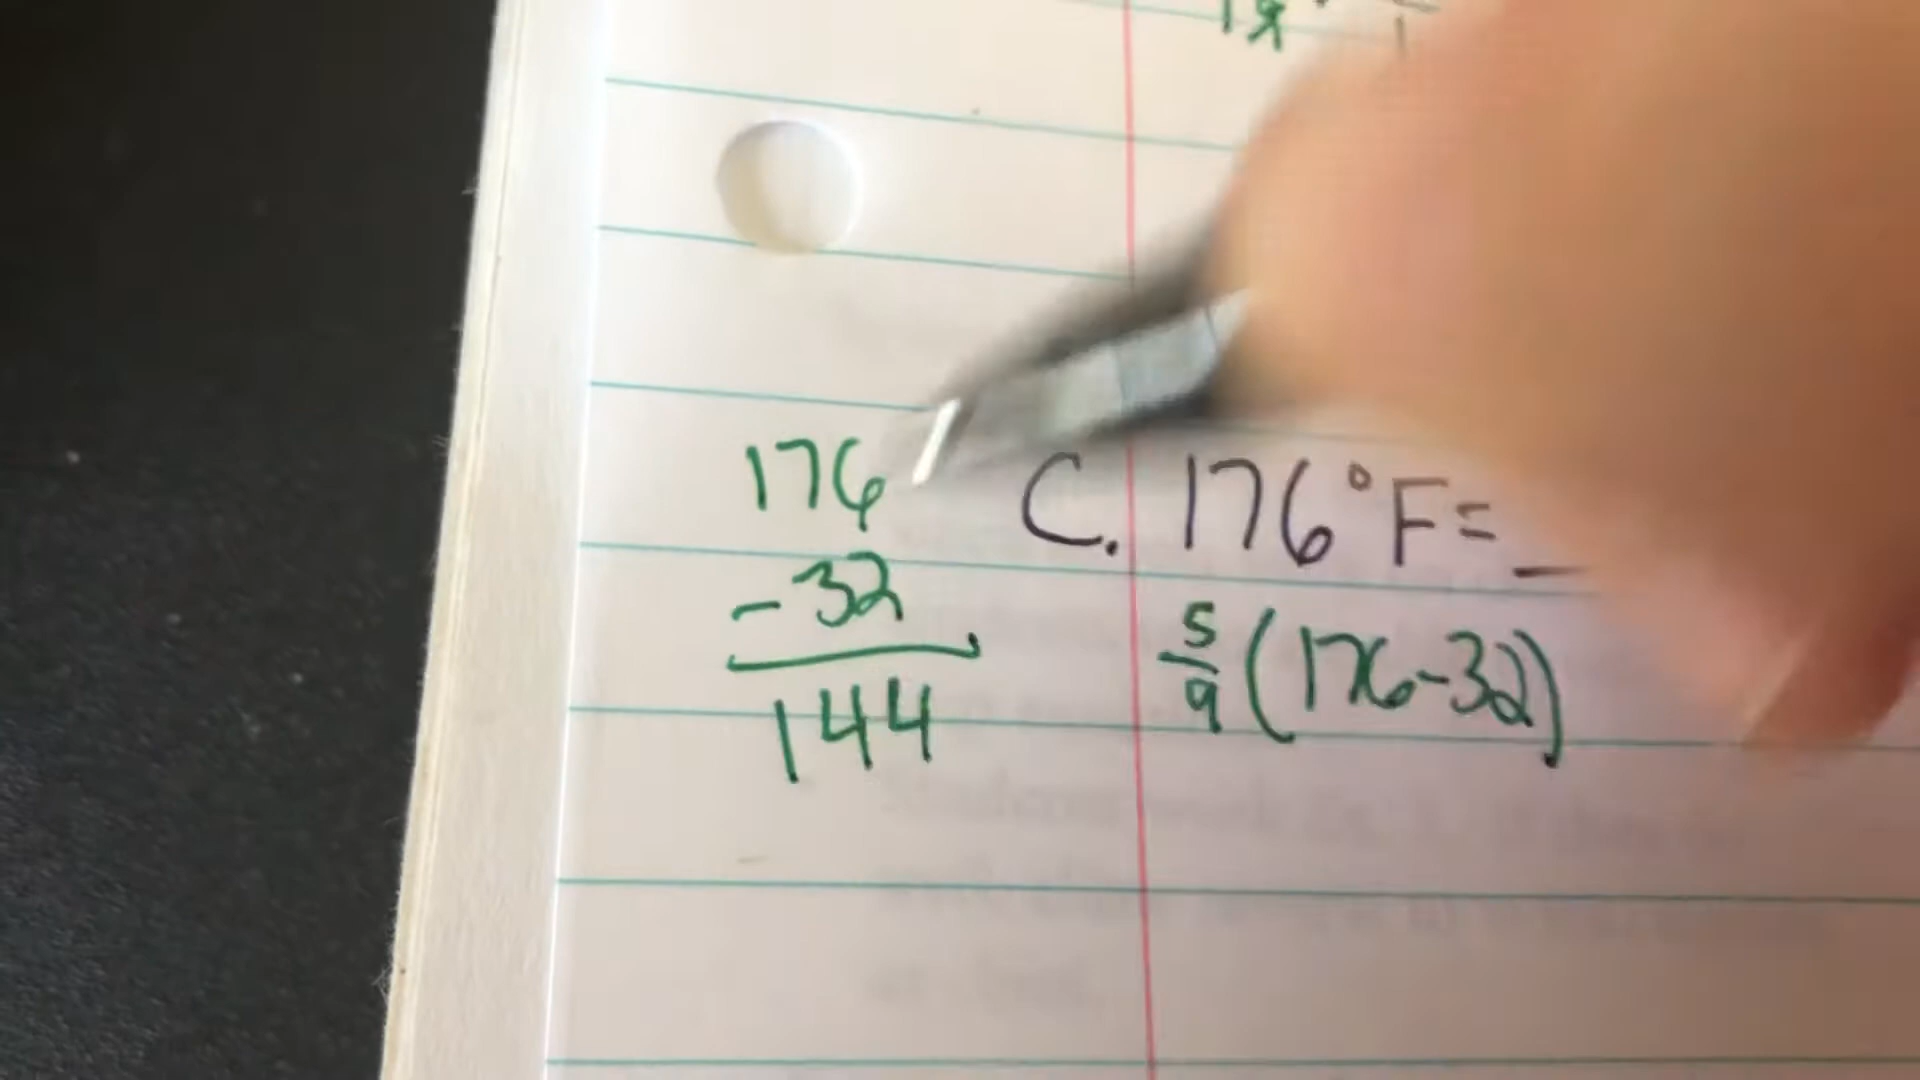 176
- 32
144
C. 176°F = _
5/9 (176-32)